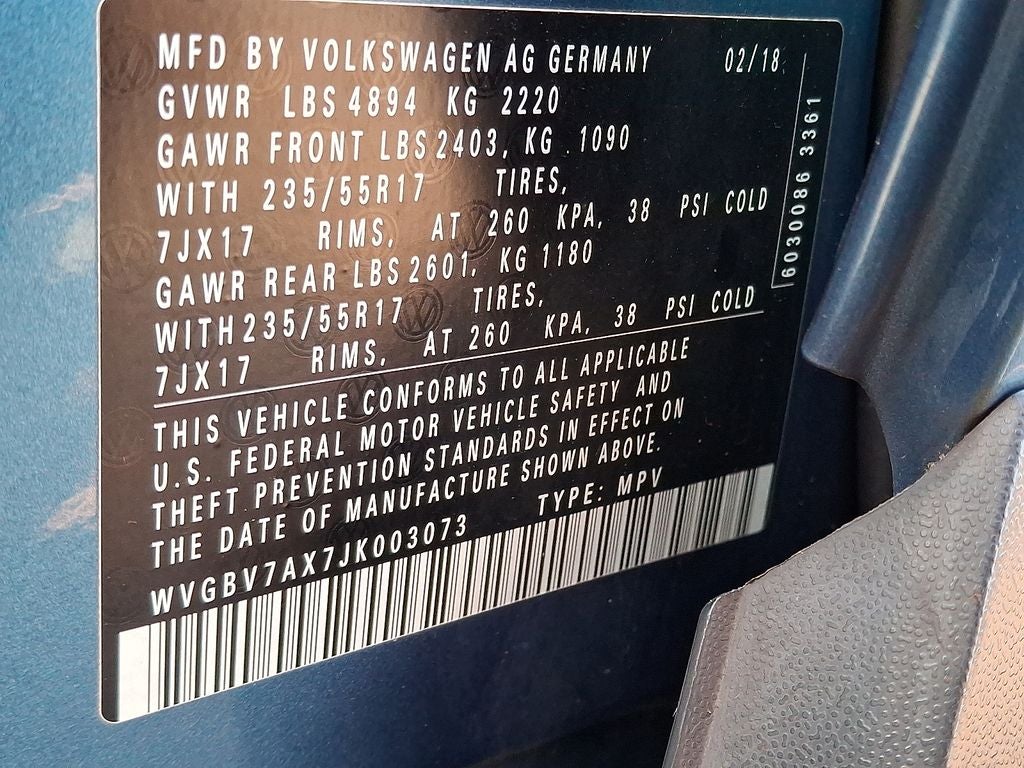 MFD BY VOLKSWAGEN AG GERMANY 02/18
GVWR LBS 4894 KG 2220
GAWR FRONT LBS 2403, KG 1090
WITH 235/55R17 TIRES,
7JX17 RIMS, AT 260 KPA, 38 PSI COLD
GAWR REAR LBS 2601, KG 1180
WITH 235/55R17 TIRES,
7JX17 RIMS, AT 260 KPA, 38 PSI COLD
THIS VEHICLE CONFORMS TO ALL APPLICABLE
U.S. FEDERAL MOTOR VEHICLE SAFETY AND
THEFT PREVENTION STANDARDS IN EFFECT ON
THE DATE OF MANUFACTURE SHOWN ABOVE.
WVGBV7AX7JK003073 TYPE: MPV
6030086 3361